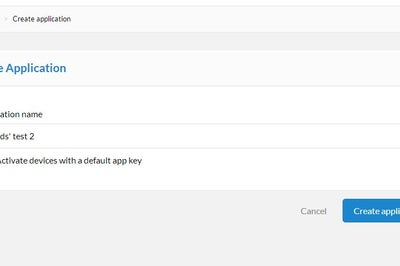 Create application
e Application
ation name
ds' test 2
Activate devices with a default app key
Cancel
Create appli